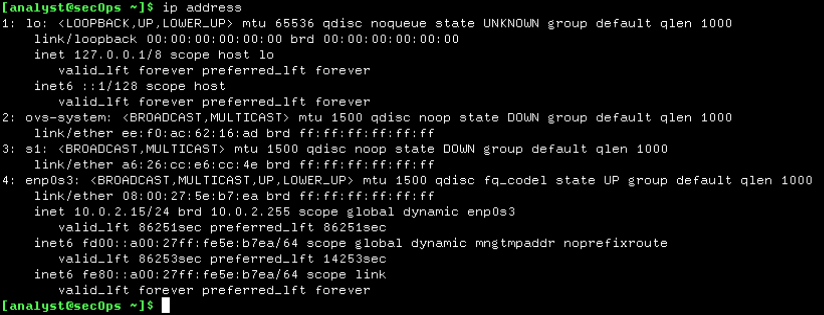 [analyst@secOps ~]$ ip address
1: lo: <LOOPBACK,UP,LOWER_UP> mtu 65536 qdisc noqueue state UNKNOWN group default qlen 1000
link/loopback 00:00:00:00:00:00 brd 00:00:00:00:00:00
inet 127.0.0.1/8 scope host lo
valid_lft forever preferred_lft forever
inet6 ::1/128 scope host
valid_lft forever preferred_lft forever
2: ovs-system: <BROADCAST,MULTICAST> mtu 1500 qdisc noop state DOWN group default qlen 1000
link/ether ee:f0:ac:62:16:ad brd ff:ff:ff:ff:ff:ff
3: s1: <BROADCAST,MULTICAST> mtu 1500 qdisc noop state DOWN group default qlen 1000
link/ether a6:26:cc:e6:cc:4e brd ff:ff:ff:ff:ff:ff
4: enp0s3: <BROADCAST,MULTICAST,UP,LOWER_UP> mtu 1500 qdisc fq_codel state UP group default qlen 1000
link/ether 08:00:27:5e:b7:ea brd ff:ff:ff:ff:ff:ff
inet 10.0.2.15/24 brd 10.0.2.255 scope global dynamic enp0s3
valid_lft 86251sec preferred_lft 86251sec
inet6 fd00::a00:27ff:fe5e:b7ea/64 scope global dynamic mngtmpaddr noprefixroute
valid_lft 86253sec preferred_lft 14253sec
inet6 fe80::a00:27ff:fe5e:b7ea/64 scope link
valid_lft forever preferred_lft forever
[analyst@secOps ~]$